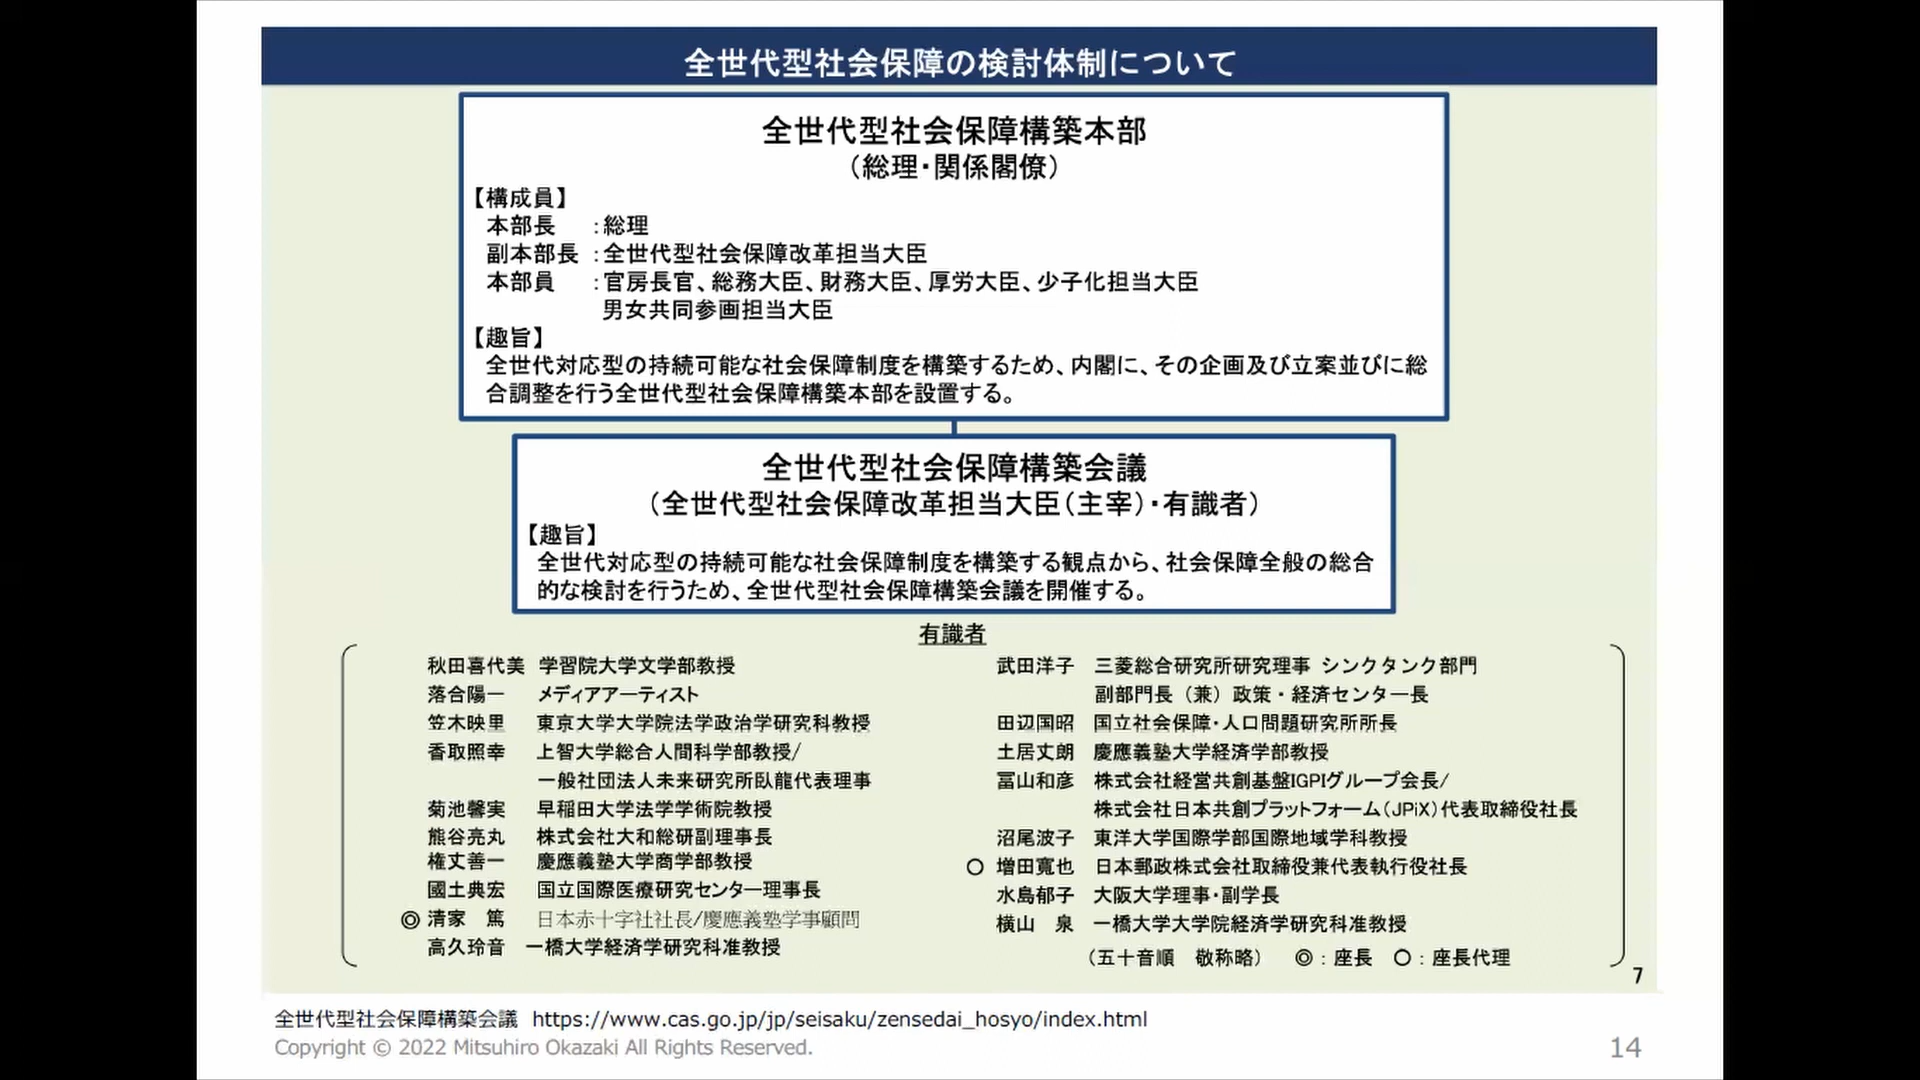 全世代型社会保障の検討体制について
全世代型社会保障構築本部
（総理・関係閣僚）
【構成員】
本部長　：総理
副本部長：全世代型社会保障改革担当大臣
本部員　：官房長官、総務大臣、財務大臣、厚労大臣、少子化担当大臣
男女共同参画担当大臣
【趣旨】
全世代対応型の持続可能な社会保障制度を構築するため、内閣に、その企画及び立案並びに総
合調整を行う全世代型社会保障構築本部を設置する。
全世代型社会保障構築会議
（全世代型社会保障改革担当大臣（主宰）・有識者）
【趣旨】
全世代対応型の持続可能な社会保障制度を構築する観点から、社会保障全般の総合
的な検討を行うため、全世代型社会保障構築会議を開催する。
有識者
秋田喜代美　学習院大学文学部教授
落合陽一　メディアアーティスト
笠木映里　東京大学大学院法学政治学研究科教授
香取照幸　上智大学総合人間科学部教授/
一般社団法人未来研究所臥龍代表理事
菊池馨実　早稲田大学法学学術院教授
熊谷亮丸　株式会社大和総研副理事長
権丈善一　慶應義塾大学商学部教授
國土典宏　国立国際医療研究センター理事長
◎ 清家　篤　日本赤十字社社長/慶應義塾学事顧問
高久玲音　一橋大学経済学研究科准教授
武田洋子　三菱総合研究所研究理事 シンクタンク部門
副部門長（兼）政策・経済センター長
田辺国昭　国立社会保障・人口問題研究所所長
土居丈朗　慶應義塾大学経済学部教授
冨山和彦　株式会社経営共創基盤IGPIグループ会長/
株式会社日本共創プラットフォーム（JPiX）代表取締役社長
沼尾波子　東洋大学国際学部国際地域学科教授
○ 増田寬也　日本郵政株式会社取締役兼代表執行役社長
水島郁子　大阪大学理事・副学長
横山　泉　一橋大学大学院経済学研究科准教授
（五十音順　敬称略）　◎：座長　○：座長代理
7
全世代型社会保障構築会議 https://www.cas.go.jp/jp/seisaku/zensedai_hosyo/index.html
Copyright © 2022 Mitsuhiro Okazaki All Rights Reserved.
14